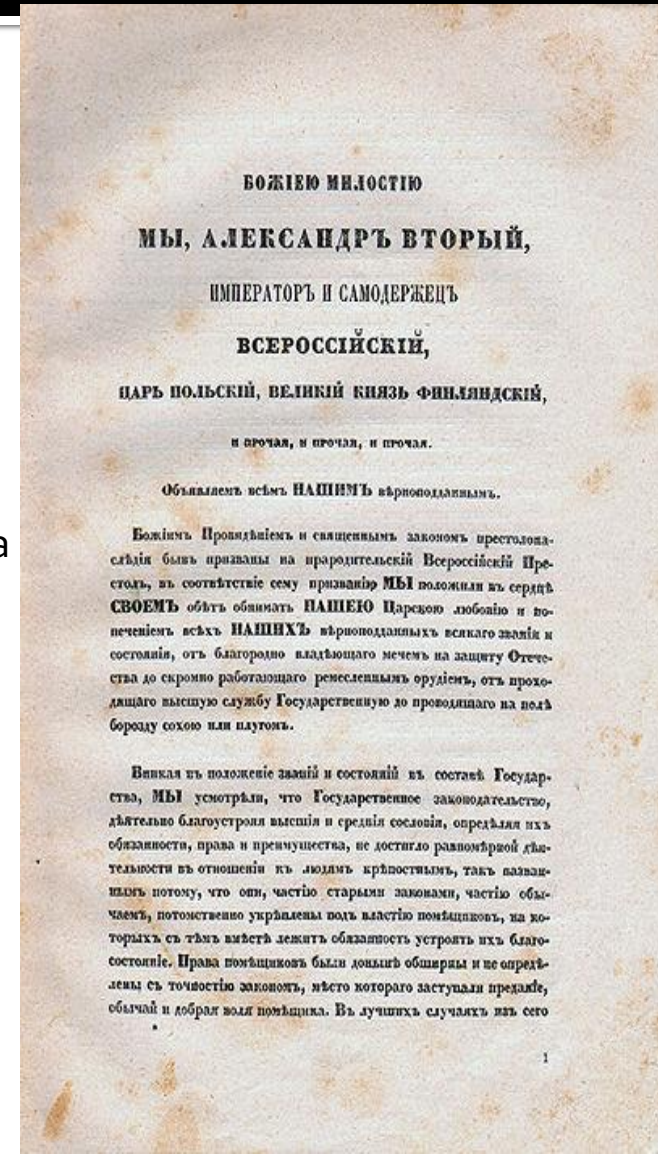 БОЖІЕЮ МИЛОСТІЮ
МЫ, АЛЕКСАНДРЪ ВТОРЫЙ,
ИМПЕРАТОРЪ И САМОДЕРЖЕЦЪ
ВСЕРОССІЙСКІЙ,
ЦАРЬ ПОЛЬСКІЙ, ВЕЛИКІЙ КНЯЗЬ ФИНЛЯНДСКІЙ,
и прочая, и прочая, и прочая.
Объявляемъ всѣмъ НАШИМЪ вѣрноподданнымъ.
а
Божіимъ Провидѣніемъ и священнымъ закономъ престолона-
слѣдія бывъ призваны на прародительскій Всероссійскій Пре-
столъ, въ соотвѣтствіе сему призванію МЫ положили въ сердцѣ
СВОЕМЪ обѣтъ обнимать НАШЕЮ Царскою любовію и по-
печеніемъ всѣхъ НАШИХЪ вѣрноподданныхъ всякаго званія и
состоянія, отъ благородно владѣющаго мечемъ на защиту Отече-
ства до скромно работающаго ремесленнымъ орудіемъ, отъ прохо-
дящаго высшую службу Государственную до проводящаго на полѣ
борозду сохою или плугомъ.
Вникая въ положеніе званій и состояній въ составѣ Государ-
ства, МЫ усмотрѣли, что Государственное законодательство,
дѣятельно благоустрояя высшія и среднія сословія, опредѣляя ихъ
обязанности, права и преимущества, не достигло равномѣрной дѣя-
тельности въ отношеніи къ людямъ крѣпостнымъ, такъ назван-
нымъ потому, что они, частію старыми законами, частію обы-
чаемъ, потомственно укрѣплены подъ властію помѣщиковъ, на ко-
торыхъ съ тѣмъ вмѣстѣ лежитъ обязанность устроять ихъ благо-
состояніе. Права помѣщиковъ были донынѣ обширны и не опредѣ-
лены съ точностію закономъ, мѣсто котораго заступали преданіе,
обычай и добрая воля помѣщика. Въ лучшихъ случаяхъ изъ сего
1